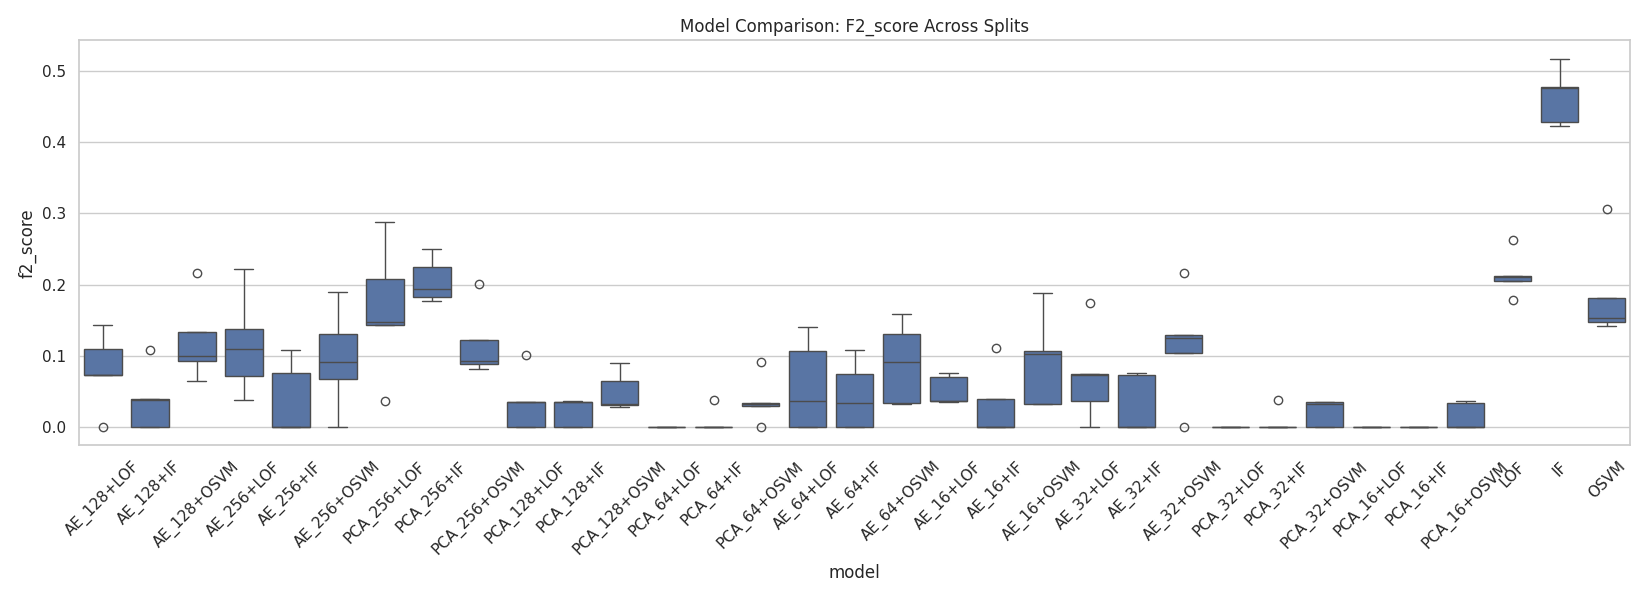 Model Comparison: F2_score Across Splits
f2_score
0.5
0.4
0.3
0.2
0.1
0.0
AE_128+LOF
AE_128+IF
AE_128+OSVM
AE_256+LOF
AE_256+IF
AE_256+OSVM
PCA_256+LOF
PCA_256+IF
PCA_256+OSVM
PCA_128+LOF
PCA_128+IF
PCA_128+OSVM
PCA_64+LOF
PCA_64+IF
PCA_64+OSVM
AE_64+LOF
AE_64+IF
AE_64+OSVM
AE_16+LOF
AE_16+IF
AE_16+OSVM
AE_32+LOF
AE_32+IF
AE_32+OSVM
PCA_32+LOF
PCA_32+IF
PCA_32+OSVM
PCA_16+LOF
PCA_16+IF
PCA_16+OSVM
LOF
IF
OSVM
model